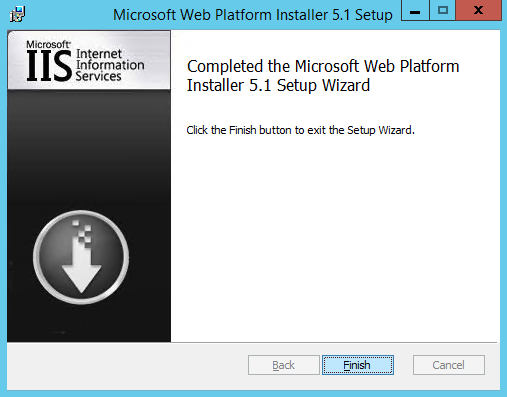 Microsoft Web Platform Installer 5.1 Setup
Microsoft®
IIS Internet
Information
Services
Completed the Microsoft Web Platform
Installer 5.1 Setup Wizard
Click the Finish button to exit the Setup Wizard.
Back Finish Cancel